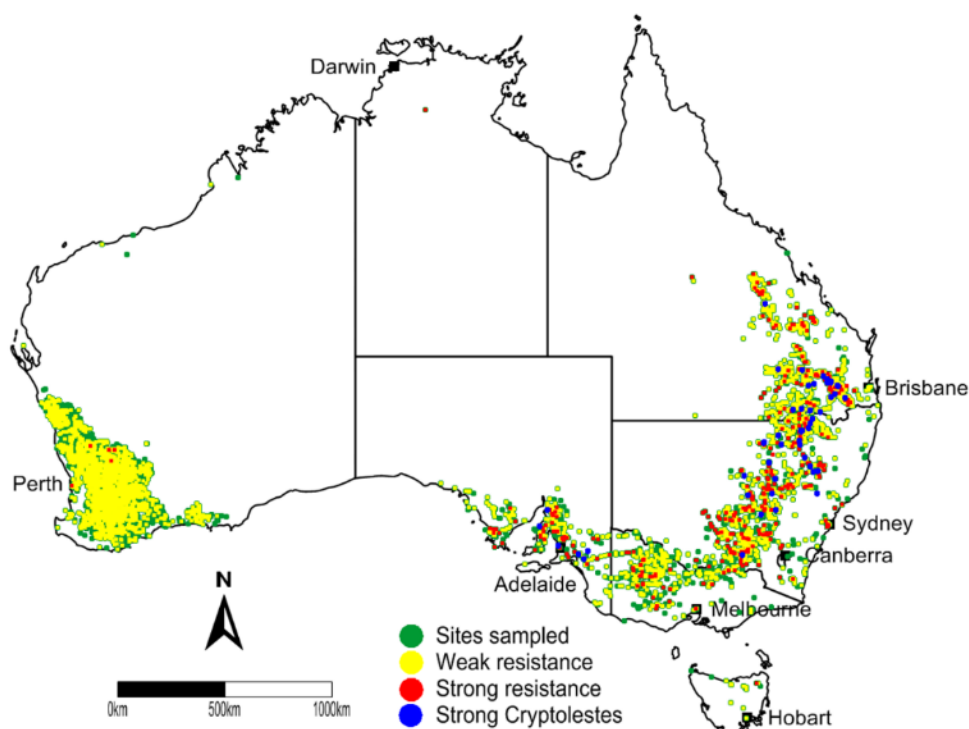 Darwin
Brisbane
Perth
Sydney
Canberra
Adelaide
Melbourne
N
Sites sampled
Weak resistance
Strong resistance
Strong Cryptolestes
0km 500km 1000km
Hobart